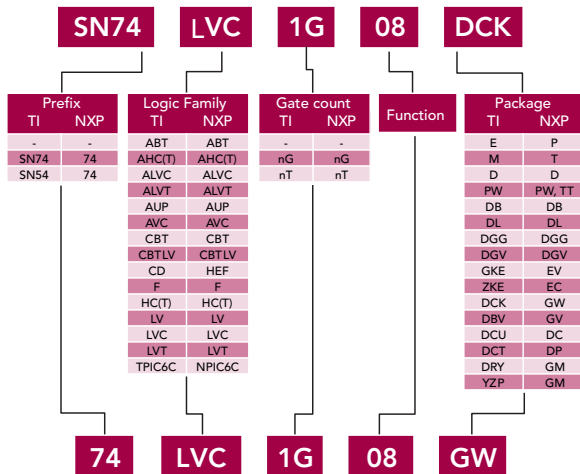 SN74 LVC 1G 08 DCK
Prefix Logic Family Gate count Function Package
TI NXP TI NXP TI NXP TI NXP
- - ABT ABT - - E P
SN74 74 AHC(T) AHC(T) nG nG M T
SN54 74 ALVC ALVC nT nT D D
ALVT ALVT PW PW, TT
AUP AUP DB DB
AVC AVC DL DL
CBT CBT DGG DGG
CBTLV CBTLV DGV DGV
CD HEF GKE EV
F F ZKE EC
HC(T) HC(T) DCK GW
LV LV DBV GV
LVC LVC DCU DC
LVT LVT DCT DP
TPIC6C NPIC6C DRY GM
YZP GM
74 LVC 1G 08 GW